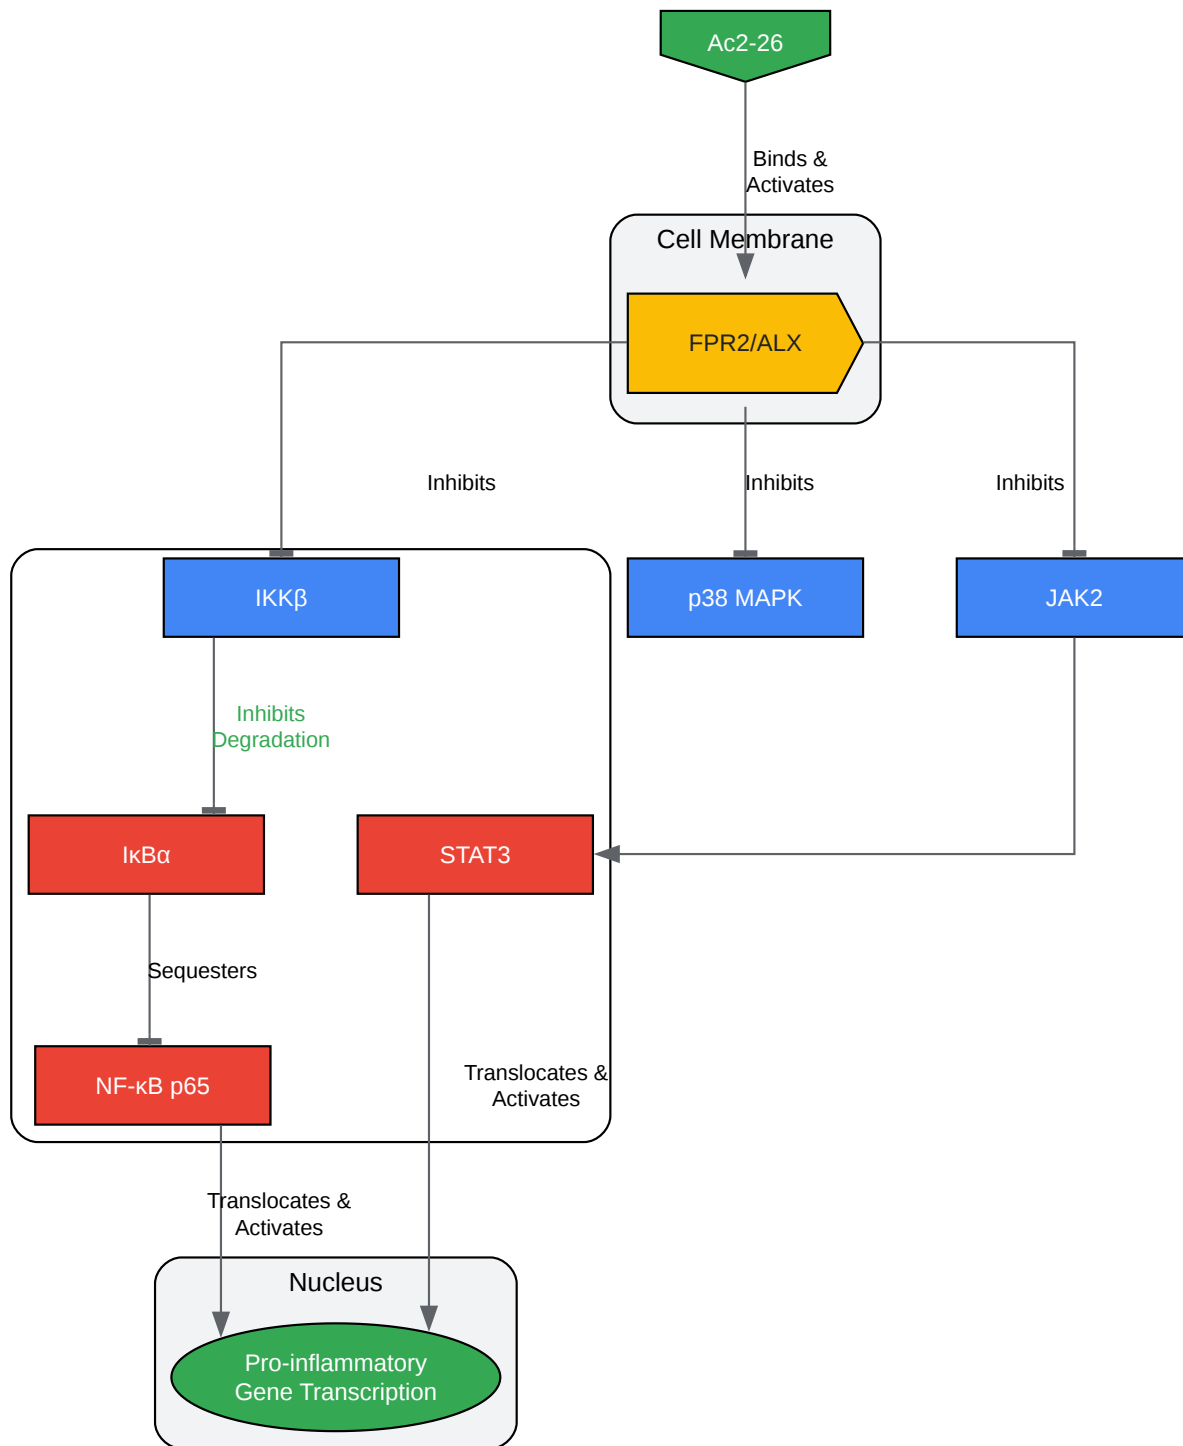 Ac2-26
Binds &
Activates
Cell Membrane
FPR2/ALX
Inhibits
Inhibits
Inhibits
IKKβ
p38 MAPK
JAK2
Inhibits
Degradation
IκBα
STAT3
Sequesters
NF-κB p65
Translocates &
Activates
Translocates &
Activates
Nucleus
Pro-inflammatory
Gene Transcription